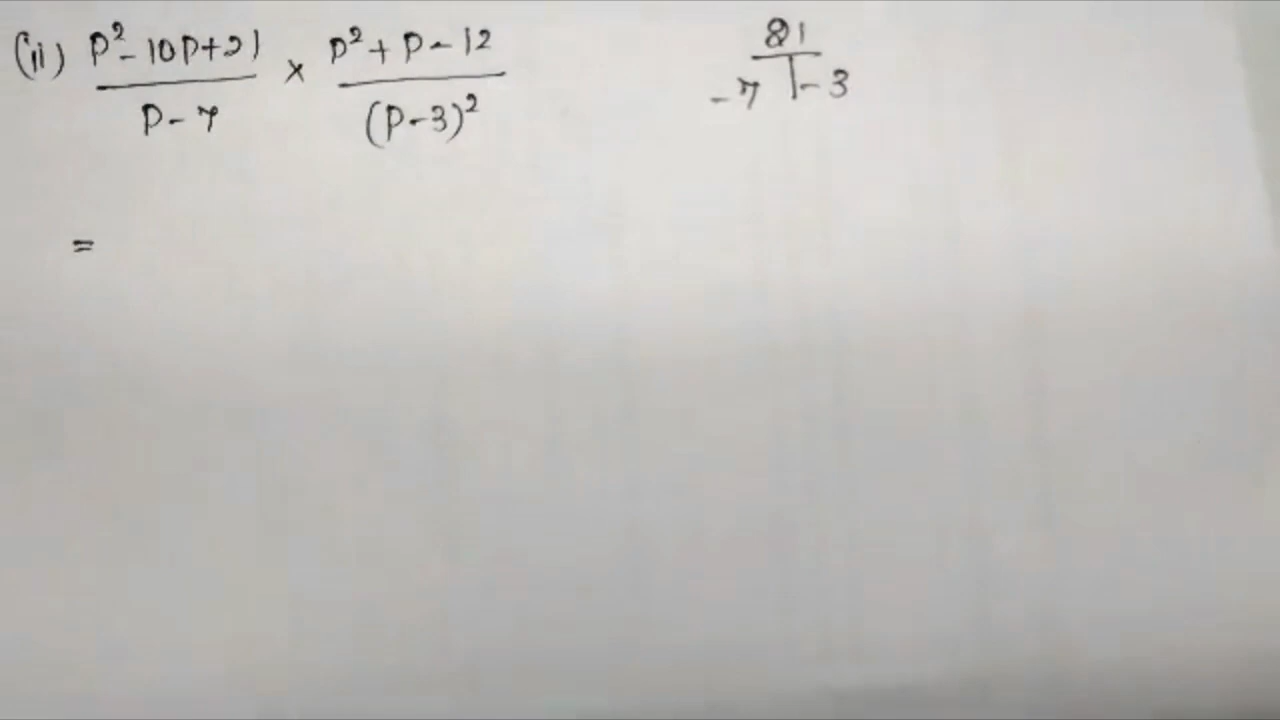 (ii) p² - 10p + 21 / p - 7 × p² + p - 12 / (p - 3)²
21
-7 | -3
=